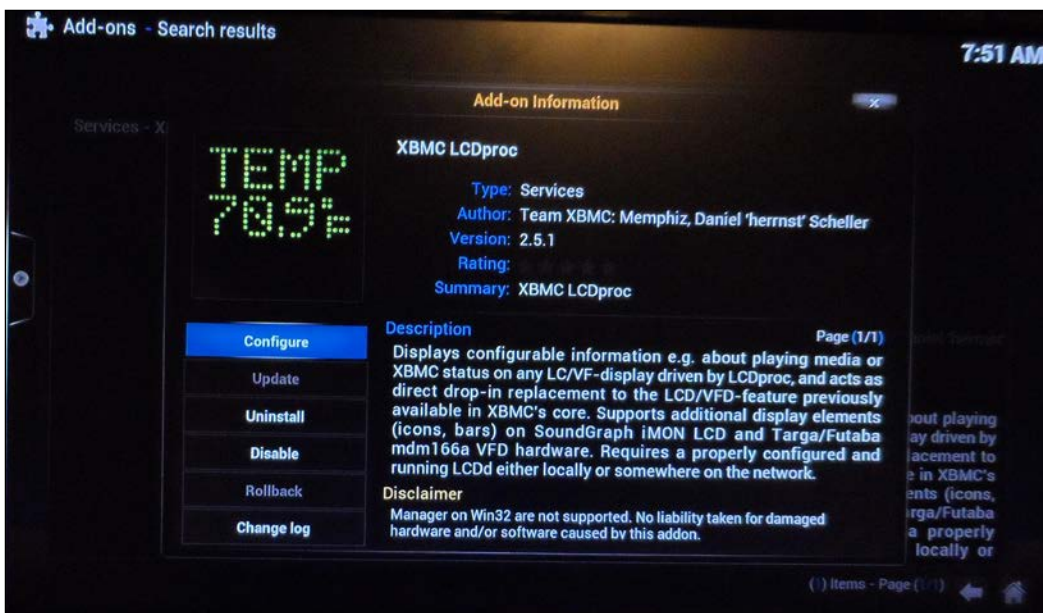 Add-ons - Search results
7:51 AM
Add-on Information
Services - X
TEMP
70.9°F
XBMC LCDproc
Type: Services
Author: Team XBMC: Memphiz, Daniel 'herrnst' Scheller
Version: 2.5.1
Rating:
Summary: XBMC LCDproc
Configure
Update
Uninstall
Disable
Rollback
Change log
Description
Page (1/1)
Displays configurable information e.g. about playing media or
XBMC status on any LC/VF-display driven by LCDproc, and acts as
direct drop-in replacement to the LCD/VFD-feature previously
available in XBMC's core. Supports additional display elements
(icons, bars) on SoundGraph iMON LCD and Targa/Futaba
mdm166a VFD hardware. Requires a properly configured and
running LCDd either locally or somewhere on the network.
Disclaimer
Manager on Win32 are not supported. No liability taken for damaged
hardware and/or software caused by this addon.
out playing
ay driven by
lacement to
e in XBMC's
ents (icons,
rga/Futaba
a properly
locally or
(1) Items - Page (1/1)